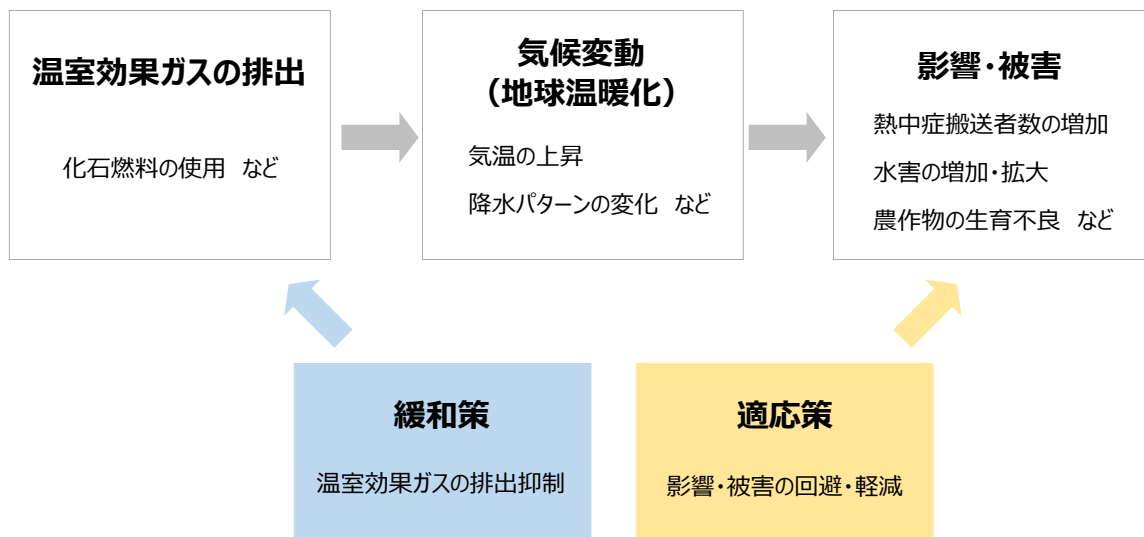 温室効果ガスの排出
化石燃料の使用　など
気候変動
（地球温暖化）
気温の上昇
降水パターンの変化　など
影響・被害
熱中症搬送者数の増加
水害の増加・拡大
農作物の生育不良　など
緩和策
温室効果ガスの排出抑制
適応策
影響・被害の回避・軽減